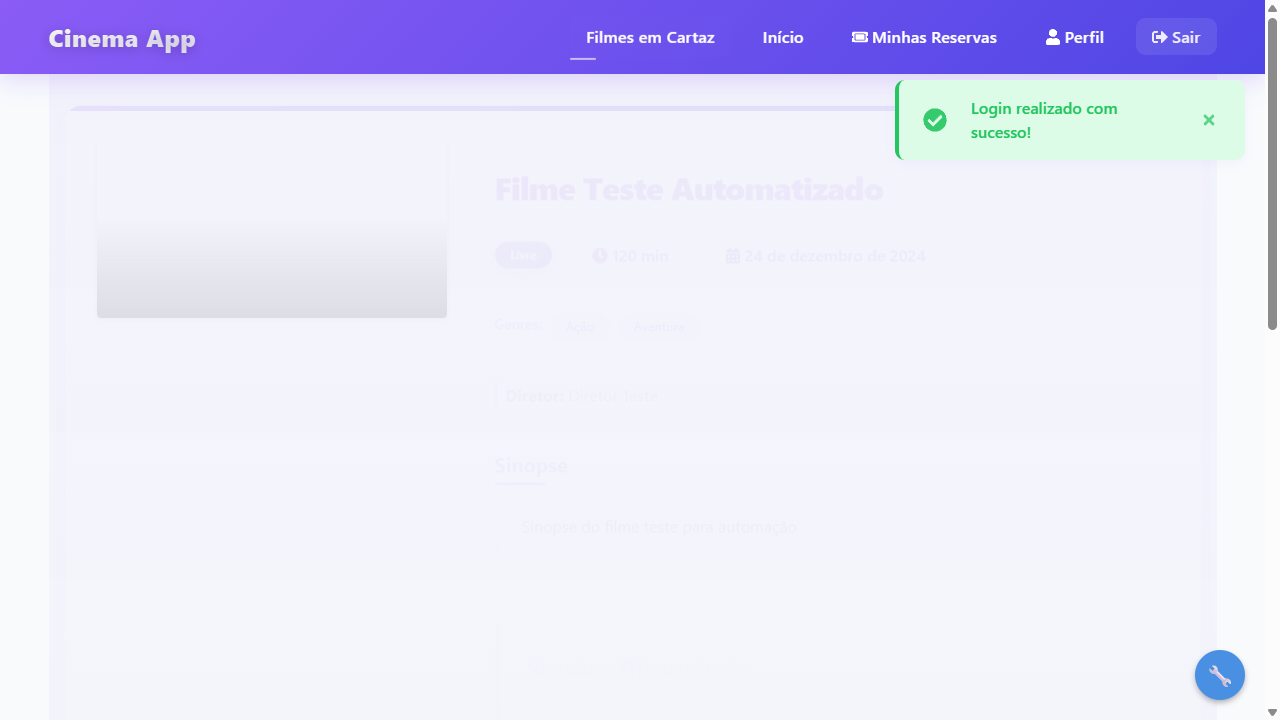 Cinema App
Filmes em Cartaz
Início
Minhas Reservas
Perfil
Sair
Login realizado com
sucesso!
Filme Teste Automatizado
Livre
120 min
24 de dezembro de 2024
Genres:
Ação
Aventura
Diretor: Diretor Teste
Sinopse
Sinopse do filme teste para automação